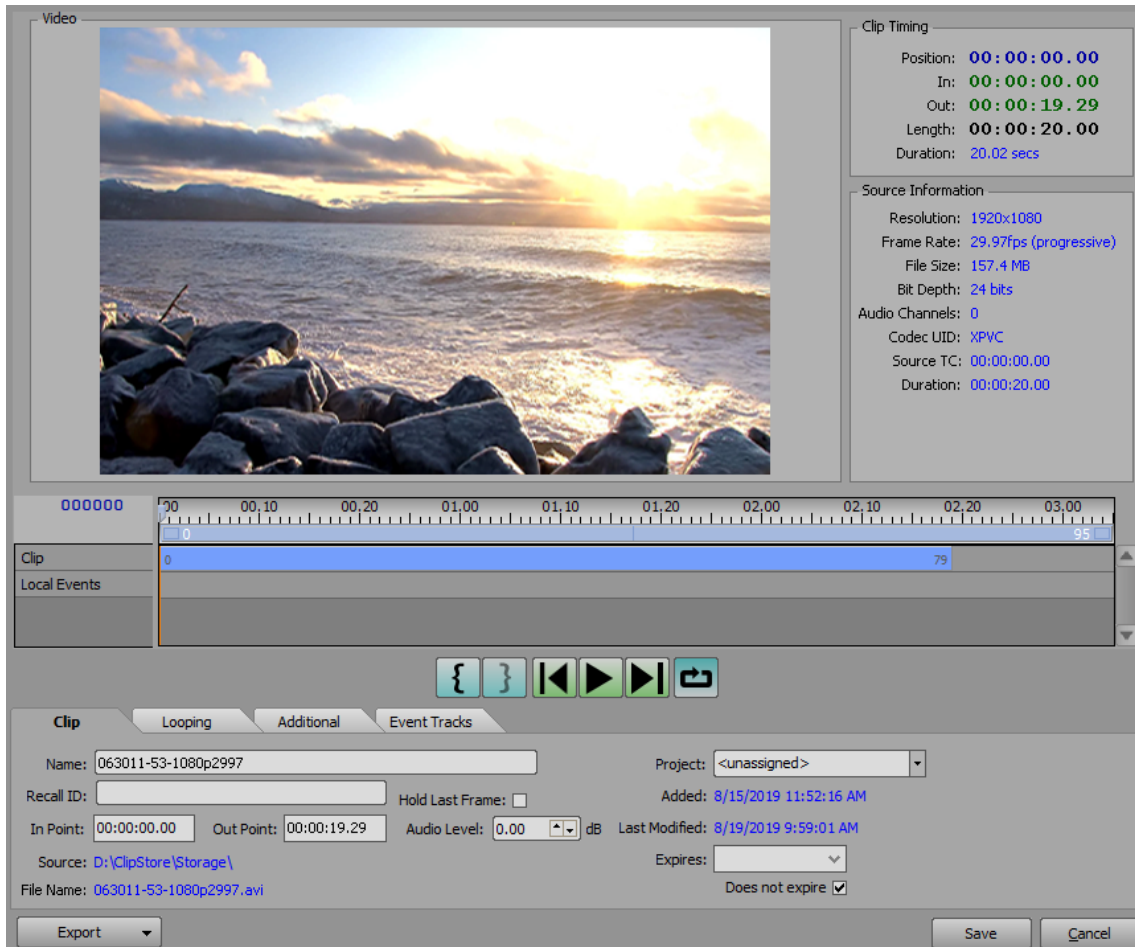 Video
Clip Timing
Position: 00:00:00.00
In: 00:00:00.00
Out: 00:00:19.29
Length: 00:00:20.00
Duration: 20.02 secs
Source Information
Resolution: 1920x1080
Frame Rate: 29.97fps (progressive)
File Size: 157.4 MB
Bit Depth: 24 bits
Audio Channels: 0
Codec UID: XPVC
Source TC: 00:00:00.00
Duration: 00:00:20.00
000000 00 00.10 00.20 01.00 01.10 01.20 02.00 02.10 02.20 03.00
0 95
Clip 0 79
Local Events
{ }
Clip Looping Additional Event Tracks
Name: 063011-53-1080p2997 Project: <unassigned>
Recall ID: Hold Last Frame: Added: 8/15/2019 11:52:16 AM
In Point: 00:00:00.00 Out Point: 00:00:19.29 Audio Level: 0.00 dB Last Modified: 8/19/2019 9:59:01 AM
Source: D:\ClipStore\Storage\ Expires:
File Name: 063011-53-1080p2997.avi Does not expire
Export Save Cancel